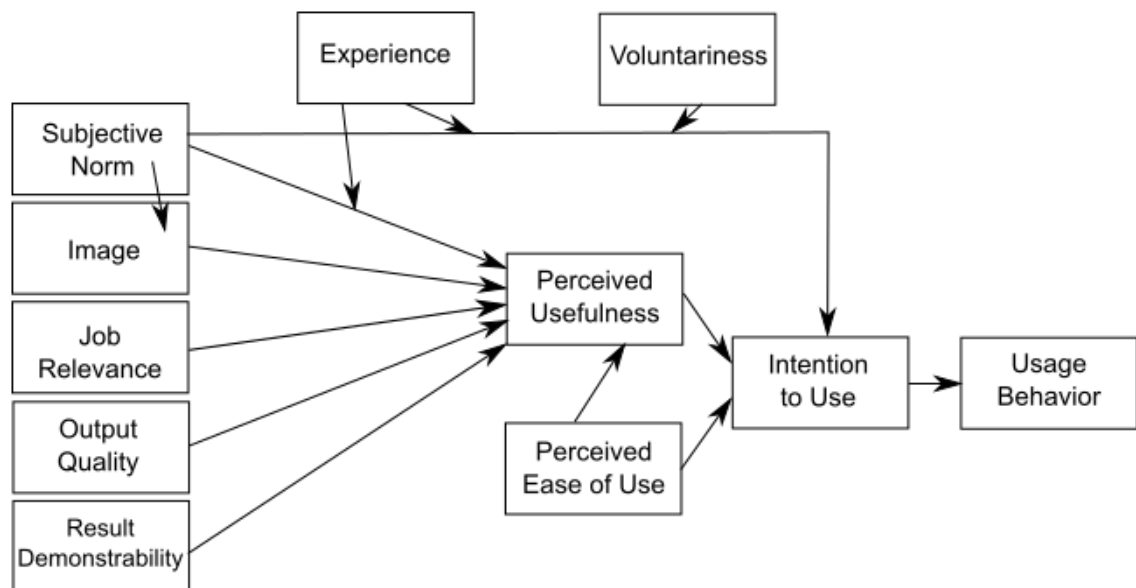 Experience
Voluntariness
Subjective
Norm
Image
Job
Relevance
Output
Quality
Result
Demonstrability
Perceived
Usefulness
Perceived
Ease of Use
Intention
to Use
Usage
Behavior